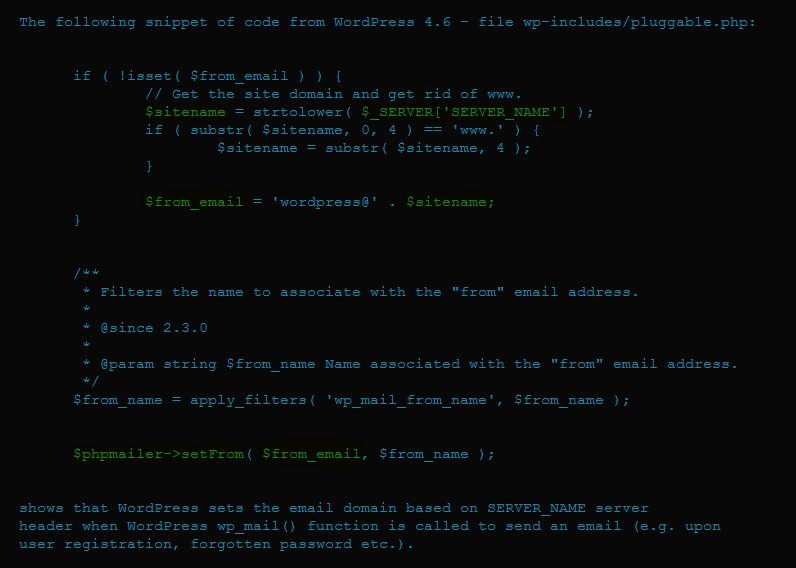 The following snippet of code from WordPress 4.6 - file wp-includes/pluggable.php:
if ( !isset( $from_email ) ) {
// Get the site domain and get rid of www.
$sitename = strtolower( $_SERVER['SERVER_NAME'] );
if ( substr( $sitename, 0, 4 ) == 'www.' ) {
$sitename = substr( $sitename, 4 );
}
$from_email = 'wordpress@' . $sitename;
}
/**
* Filters the name to associate with the "from" email address.
*
* @since 2.3.0
*
* @param string $from_name Name associated with the "from" email address.
*/
$from_name = apply_filters( 'wp_mail_from_name', $from_name );
$phpmailer->setFrom( $from_email, $from_name );
shows that WordPress sets the email domain based on SERVER_NAME server
header when WordPress wp_mail() function is called to send an email (e.g. upon
user registration, forgotten password etc.).